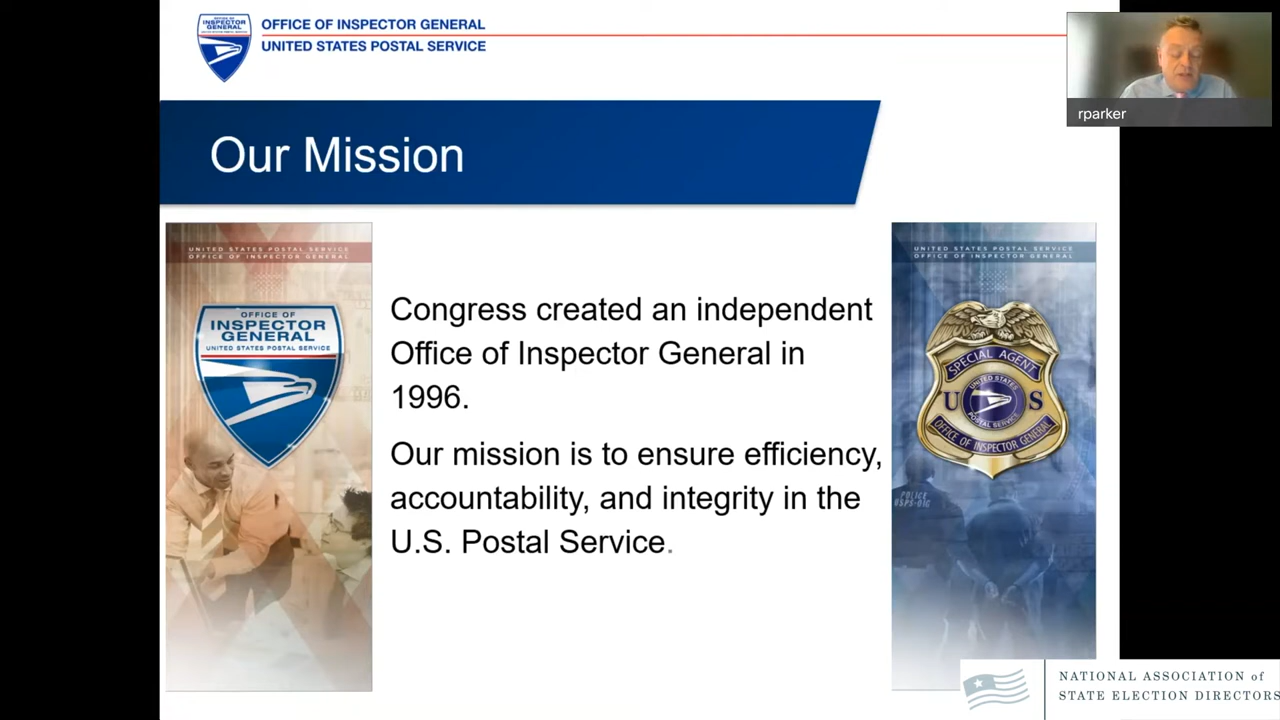 OFFICE OF
INSPECTOR
GENERAL
OFFICE OF INSPECTOR GENERAL
UNITED STATES POSTAL SERVICE
rparker
Our Mission
UNITED STATES POSTAL SERVICE
OFFICE OF INSPECTOR GENERAL
OFFICE OF
INSPECTOR
GENERAL
UNITED STATES POSTAL SERVICE
Congress created an independent
Office of Inspector General in
1996.
Our mission is to ensure efficiency,
accountability, and integrity in the
U.S. Postal Service.
UNITED STATES POSTAL SERVICE
OFFICE OF INSPECTOR GENERAL
SPECIAL AGENT
UNITED STATES
U S
POSTAL SERVICE
OFFICE OF INSPECTOR GENERAL
POLICE
USPS-OIG
NATIONAL ASSOCIATION of
STATE ELECTION DIRECTORS